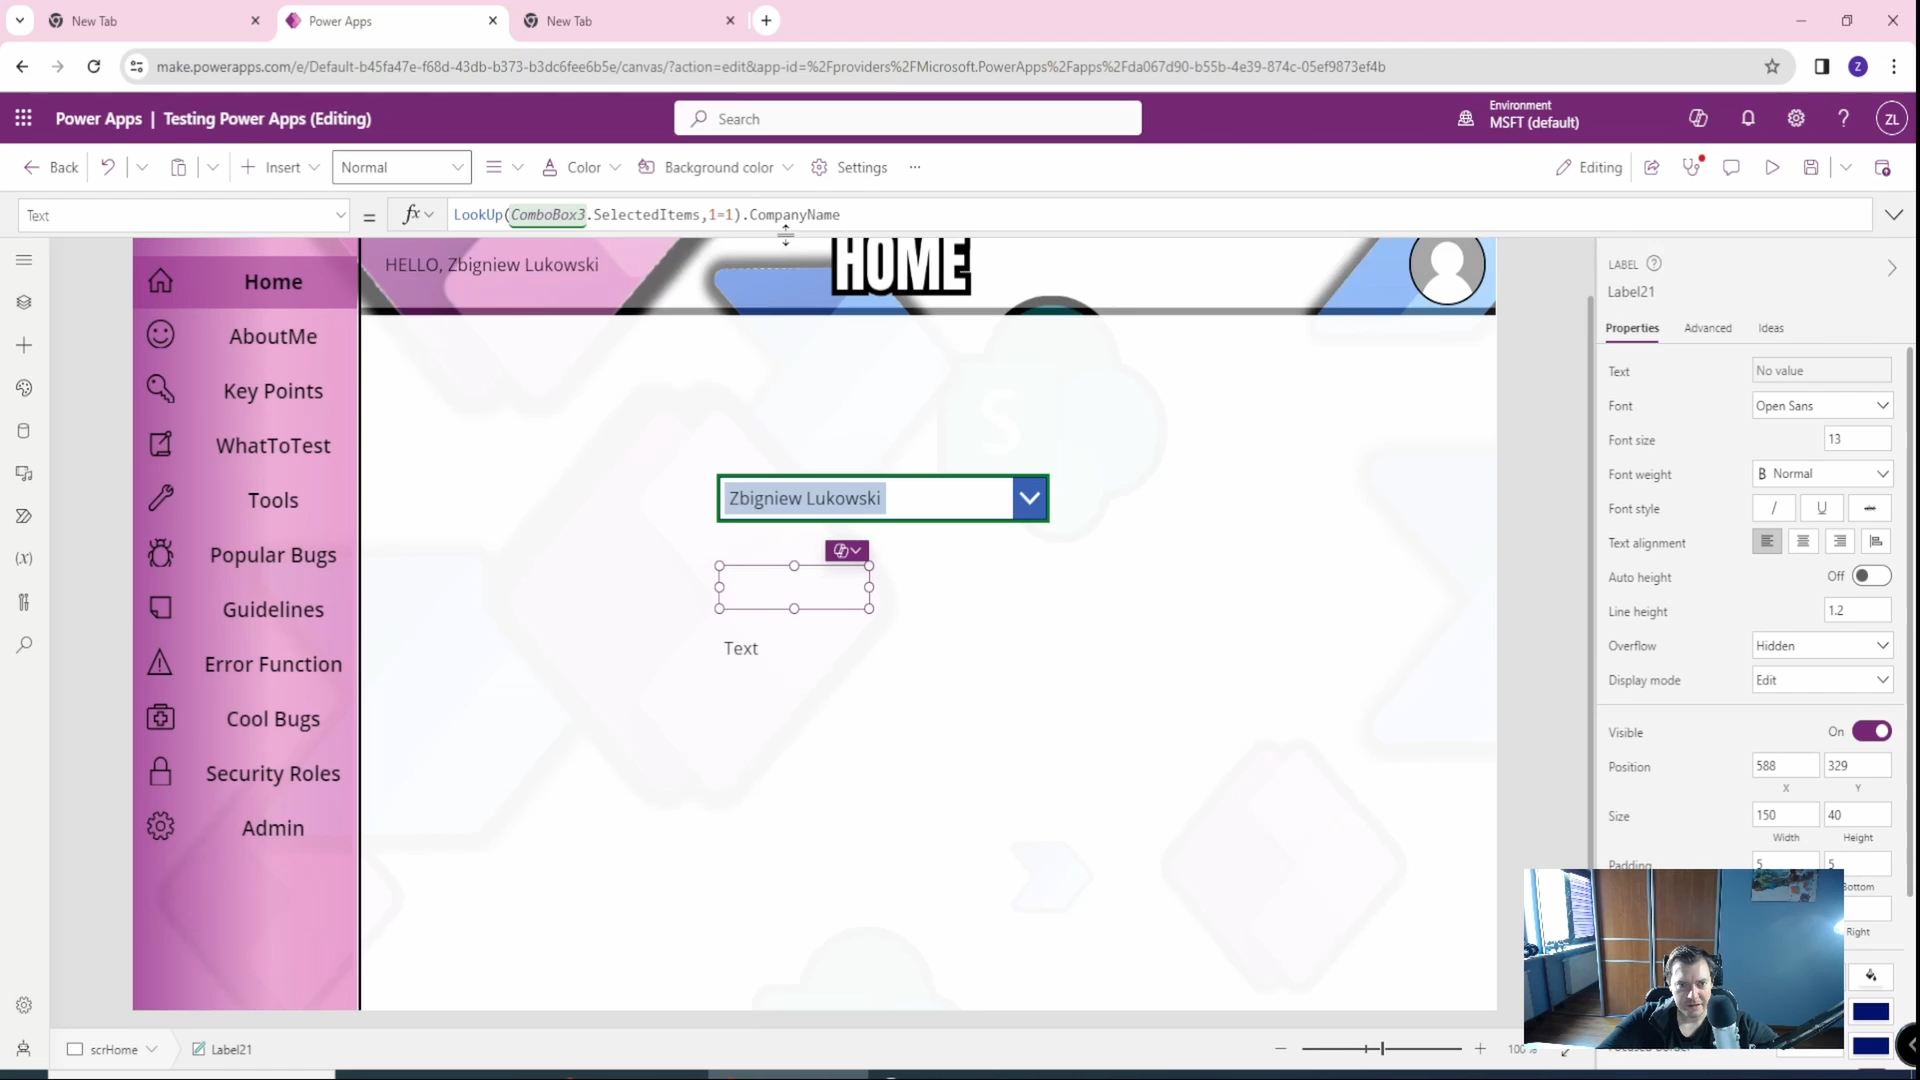 New Tab
Power Apps
New Tab
make.powerapps.com/e/Default-b45fa47e-f68d-43db-b373-b3dc6fee6b5e/canvas/?action=edit&app-id=%2Fproviders%2FMicrosoft.PowerApps%2Fapps%2Fda067d90-b55b-4e39-874c-05ef9873ef4b
Z
Power Apps | Testing Power Apps (Editing)
Search
Environment
MSFT (default)
ZL
Back
Insert
Normal
Color
Background color
Settings
Editing
Text
= fx LookUp(ComboBox3.SelectedItems,1=1).CompanyName
HELLO, Zbigniew Lukowski
HOME
Home
AboutMe
Key Points
WhatToTest
Tools
Popular Bugs
Guidelines
Error Function
Cool Bugs
Security Roles
Admin
S
Zbigniew Lukowski
Text
LABEL
Label21
Properties
Advanced
Ideas
Text
No value
Font
Open Sans
Font size
13
Font weight
B Normal
Font style
Text alignment
Auto height
Off
Line height
1.2
Overflow
Hidden
Display mode
Edit
Visible
On
Position
588
329
X
Y
Size
150
40
Width
Height
Padding
5
5
Right
scrHome
Label21